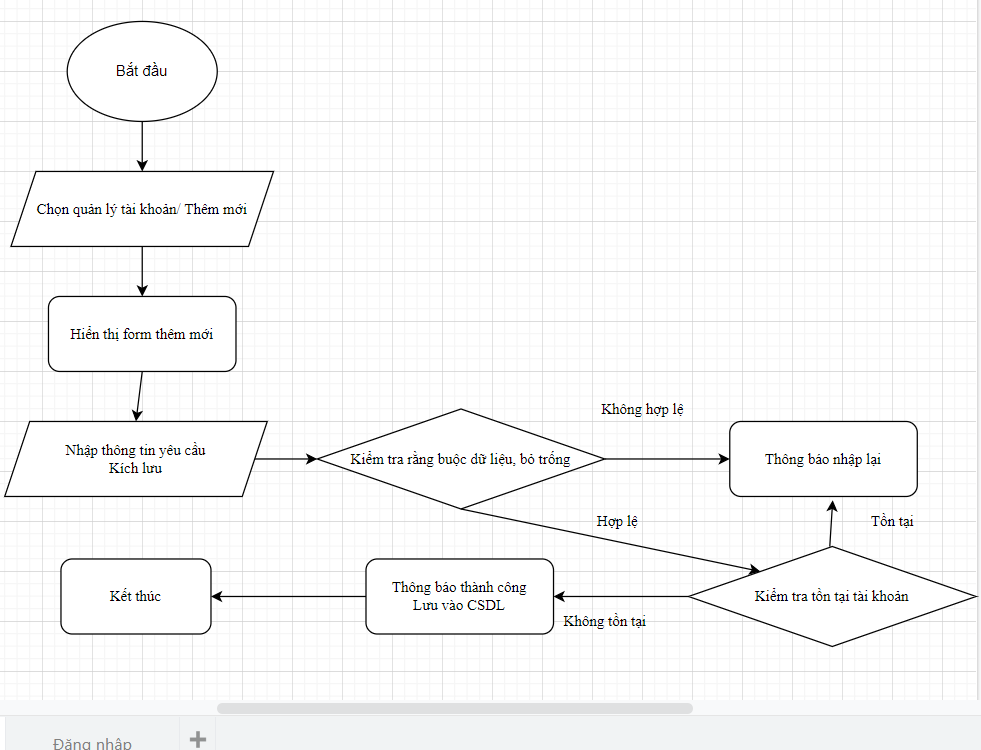 Bắt đầu
Chọn quản lý tài khoản/ Thêm mới
Hiển thị form thêm mới
Nhập thông tin yêu cầu
Kích lưu
Kiểm tra rằng buộc dữ liệu, bỏ trống
Không hợp lệ
Thông báo nhập lại
Hợp lệ
Tồn tại
Kiểm tra tồn tại tài khoản
Không tồn tại
Thông báo thành công
Lưu vào CSDL
Kết thúc
Đăng nhập